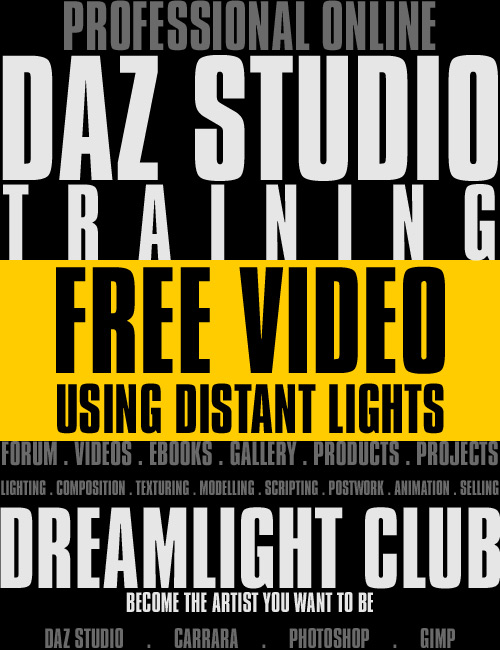 PROFESSIONAL ONLINE
DAZ STUDIO
TRAINING
FREE VIDEO
USING DISTANT LIGHTS
FORUM . VIDEOS . EBOOKS . GALLERY . PRODUCTS . PROJECTS
LIGHTING . COMPOSITION . TEXTURING . MODELLING . SCRIPTING . POSTWORK . ANIMATION . SELLING
DREAMLIGHT CLUB
BECOME THE ARTIST YOU WANT TO BE
DAZ STUDIO . CARRARA . PHOTOSHOP . GIMP